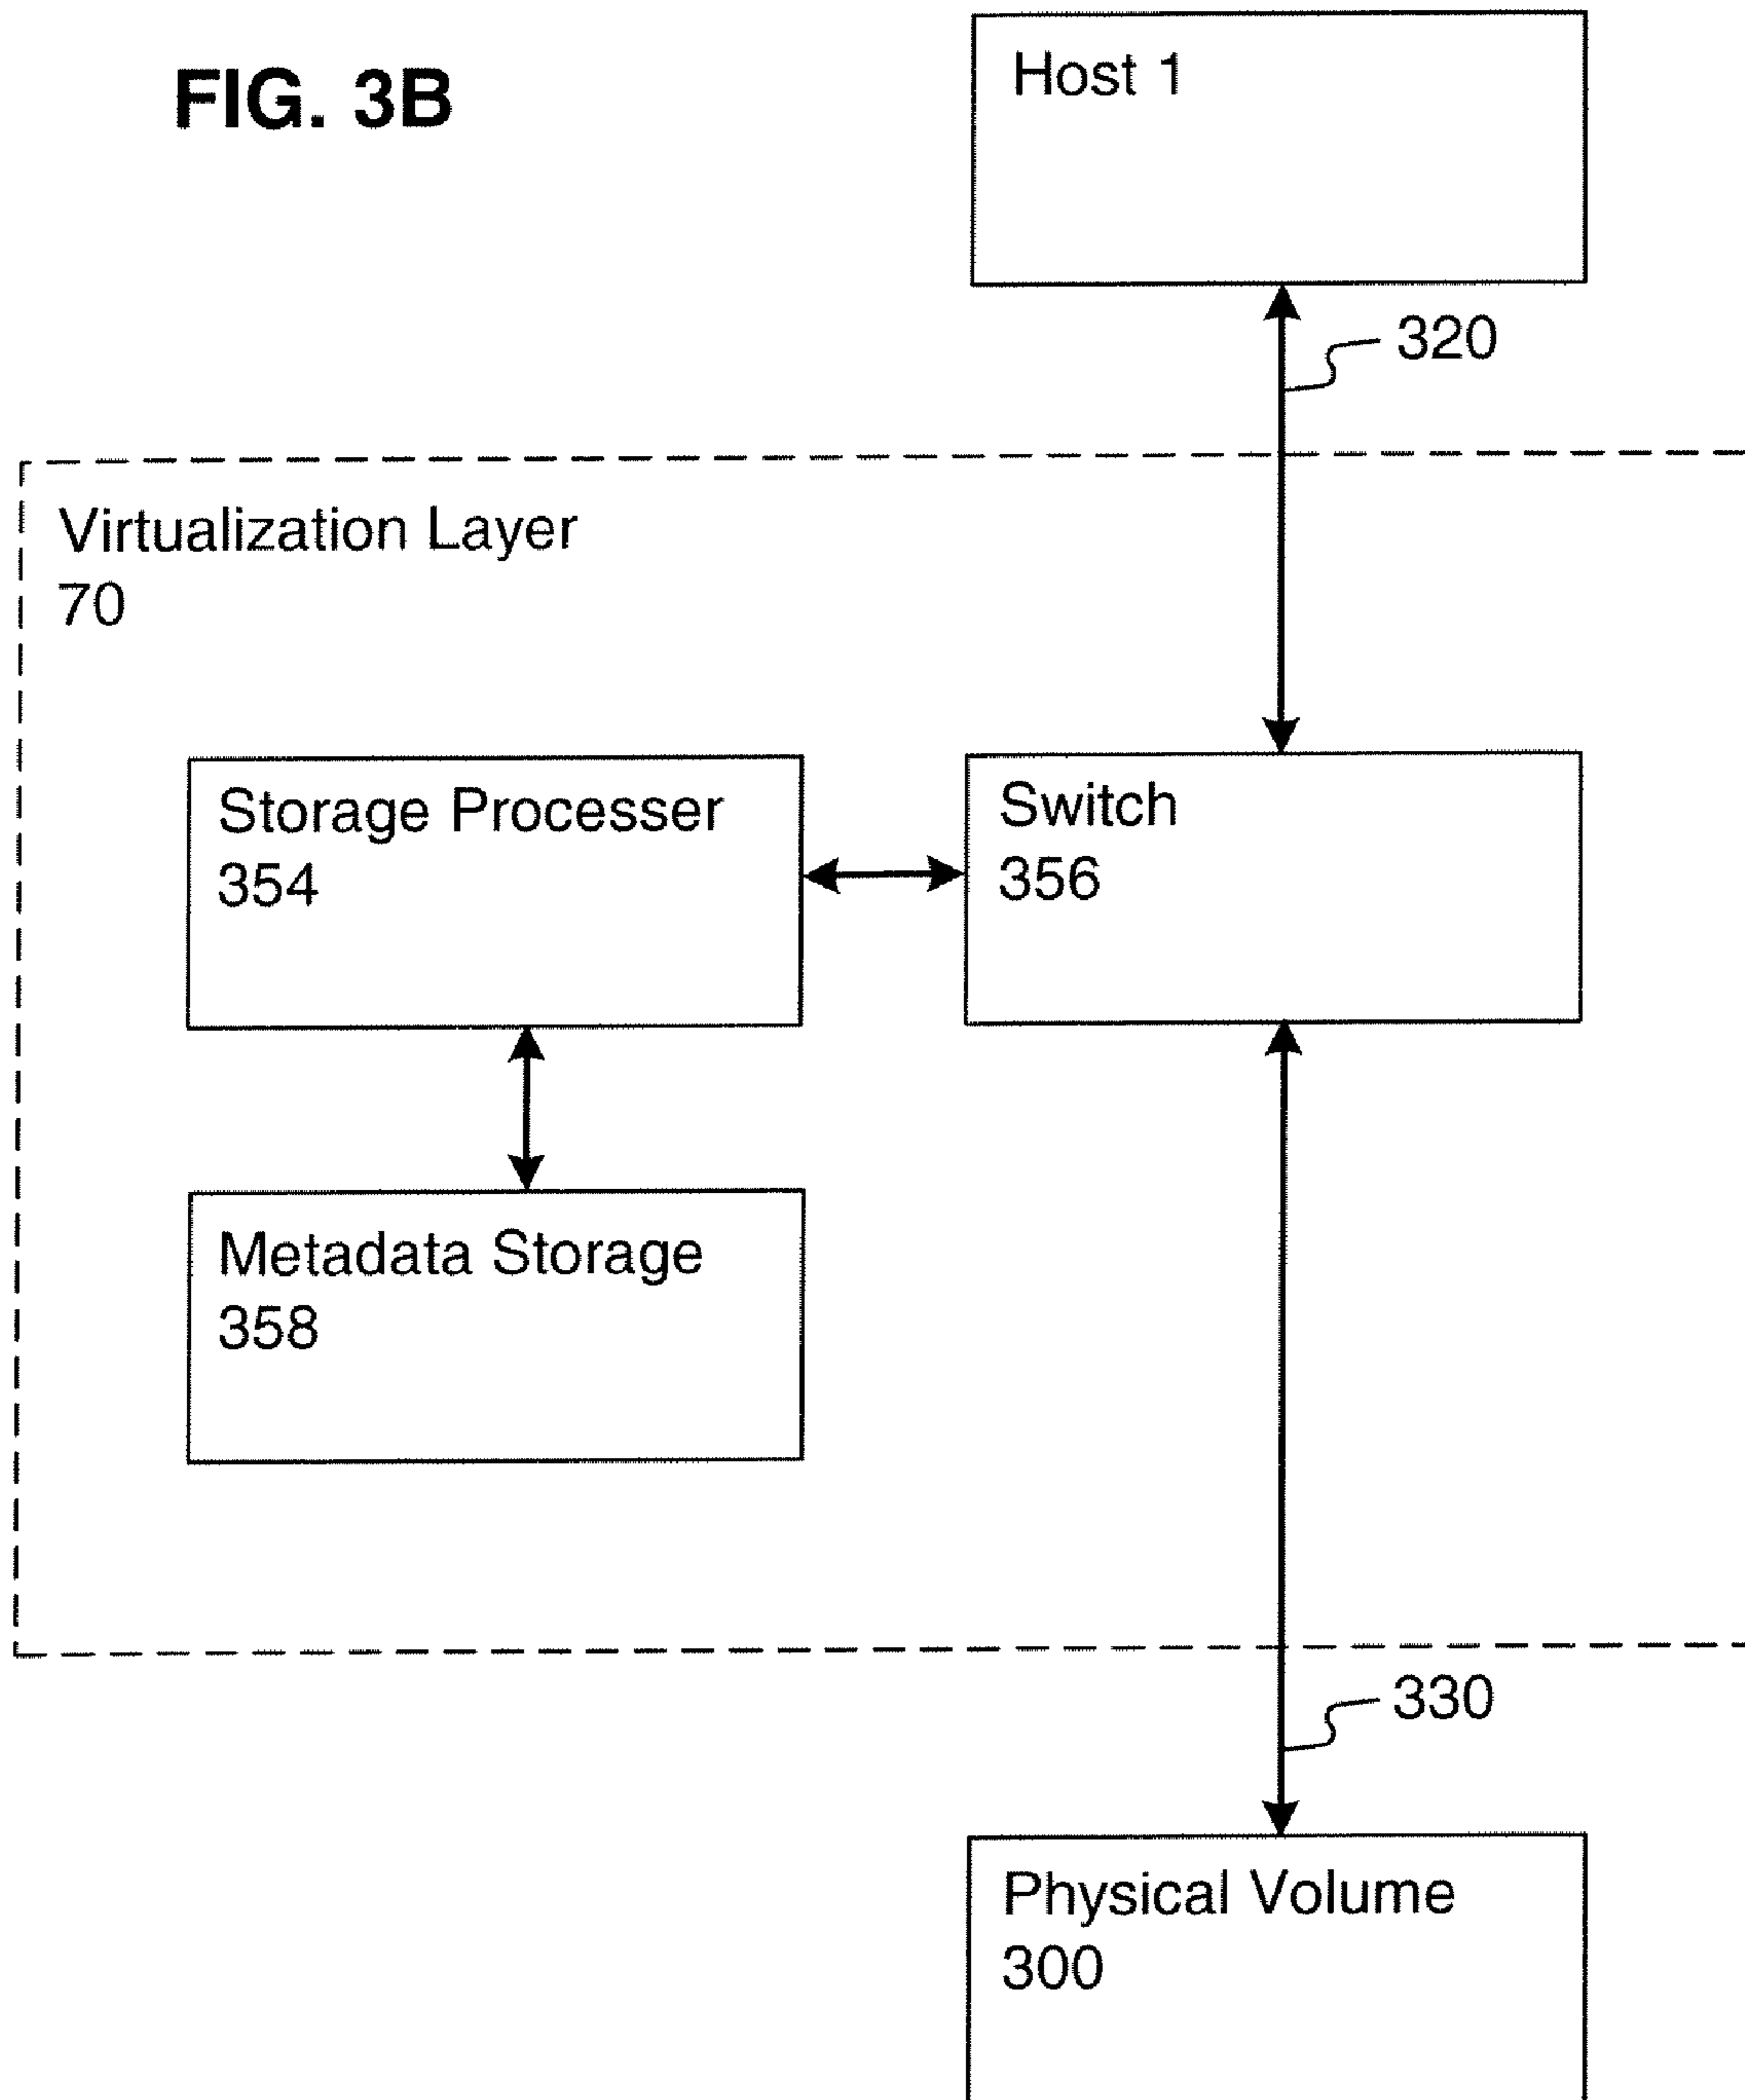 FIG. 3B
Host 1
320
Virtualization Layer
70
Storage Processer
354
Switch
356
Metadata Storage
358
330
Physical Volume
300